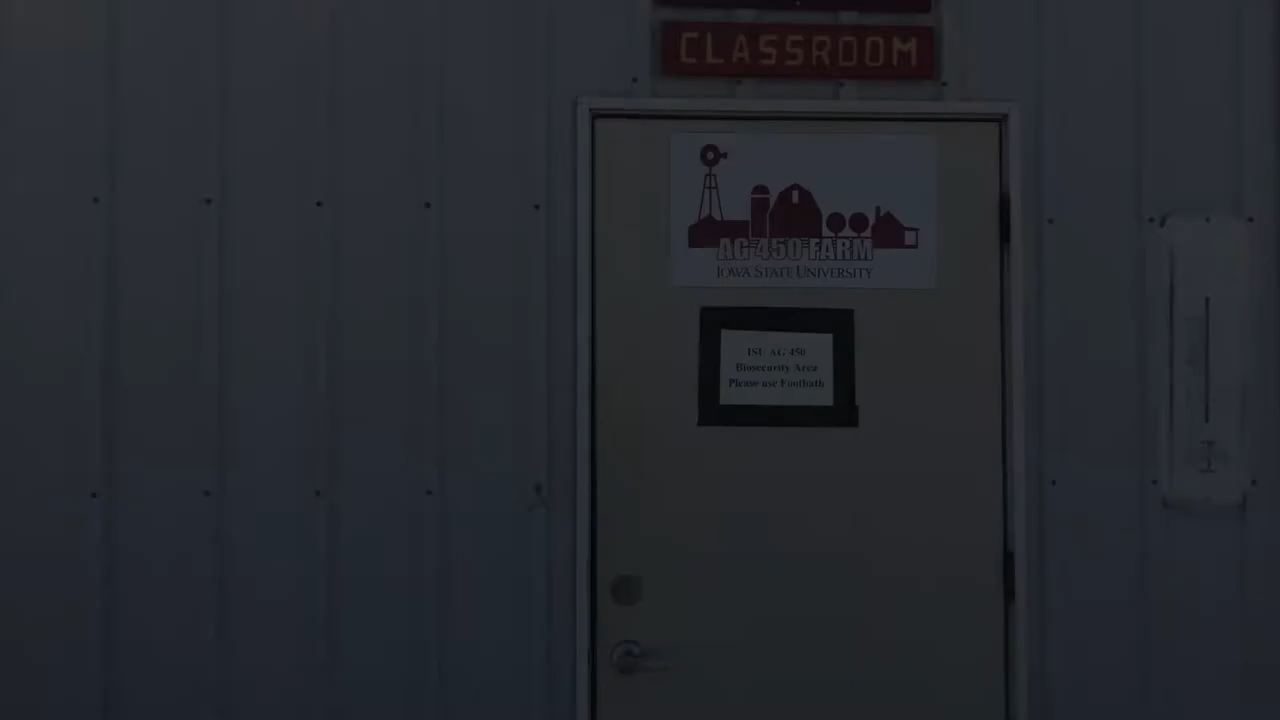 CLASSROOM
AG 450 FARM
IOWA STATE UNIVERSITY
ISU AG 450
Biosecurity Area
Please use Footbath